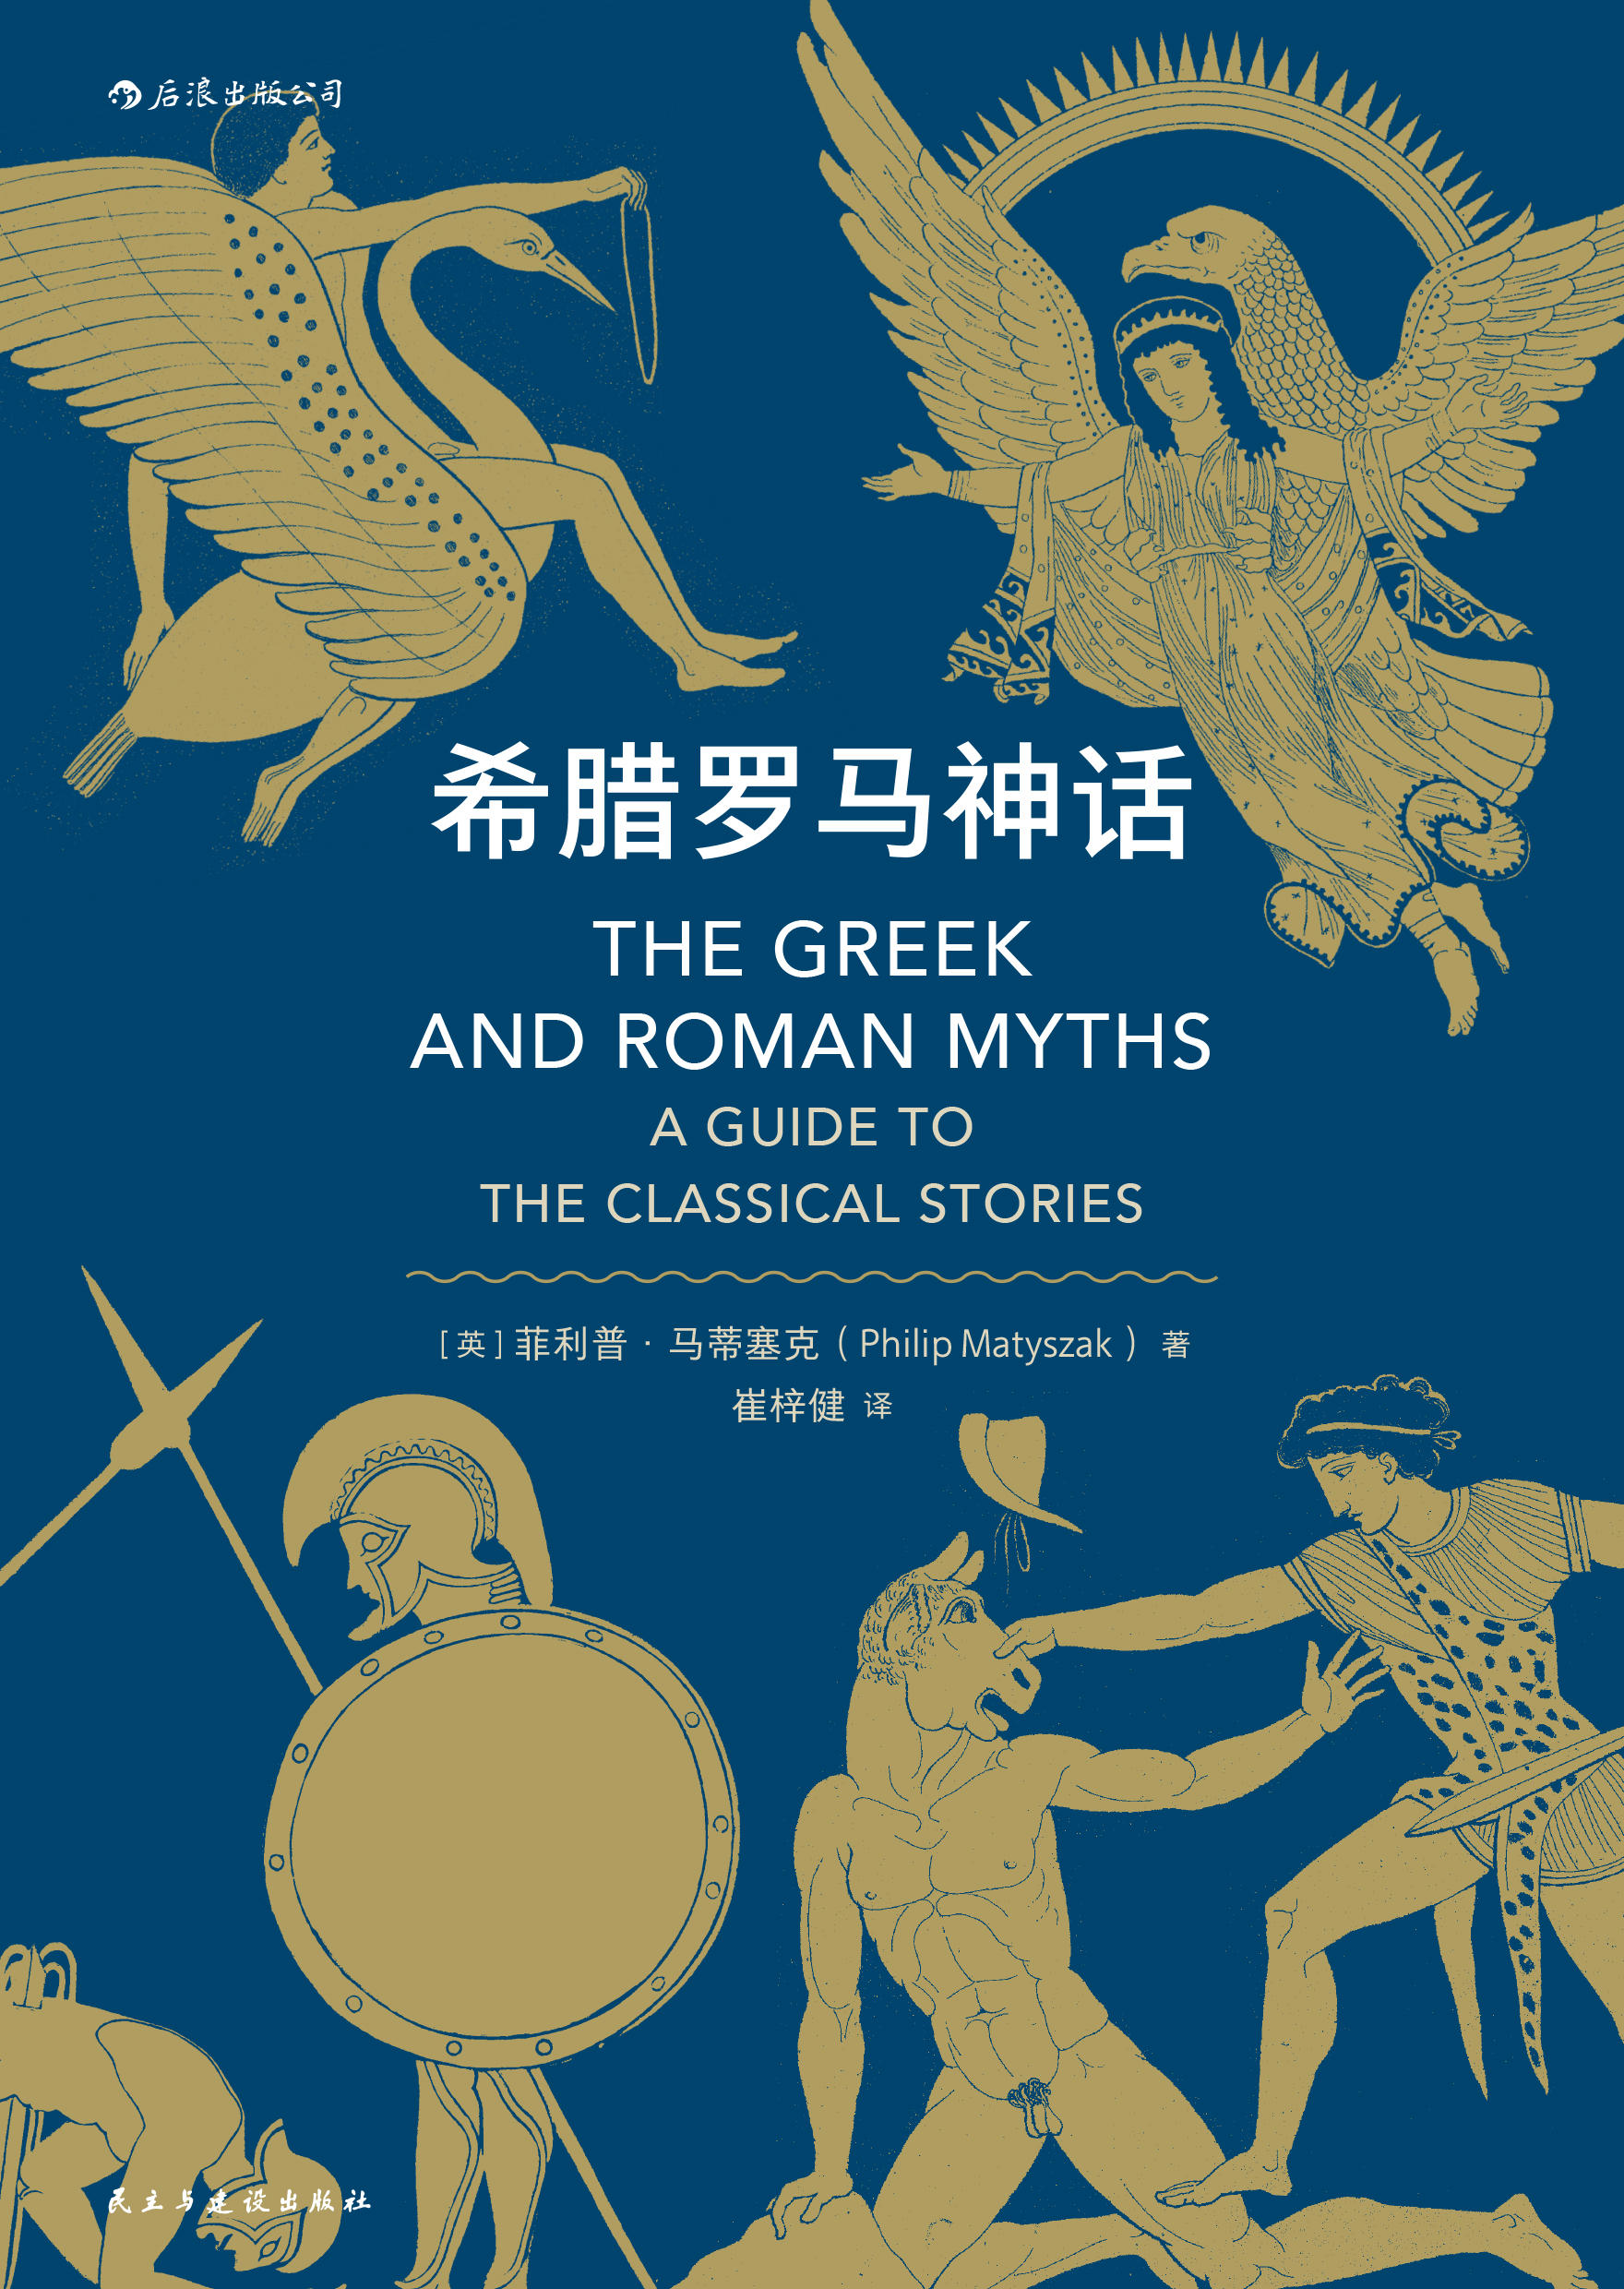 后浪出版公司
希腊罗马神话
THE GREEK
AND ROMAN MYTHS
A GUIDE TO
THE CLASSICAL STORIES
[英]菲利普·马蒂塞克（Philip Matyszak）著
崔梓健 译
民主与建设出版社